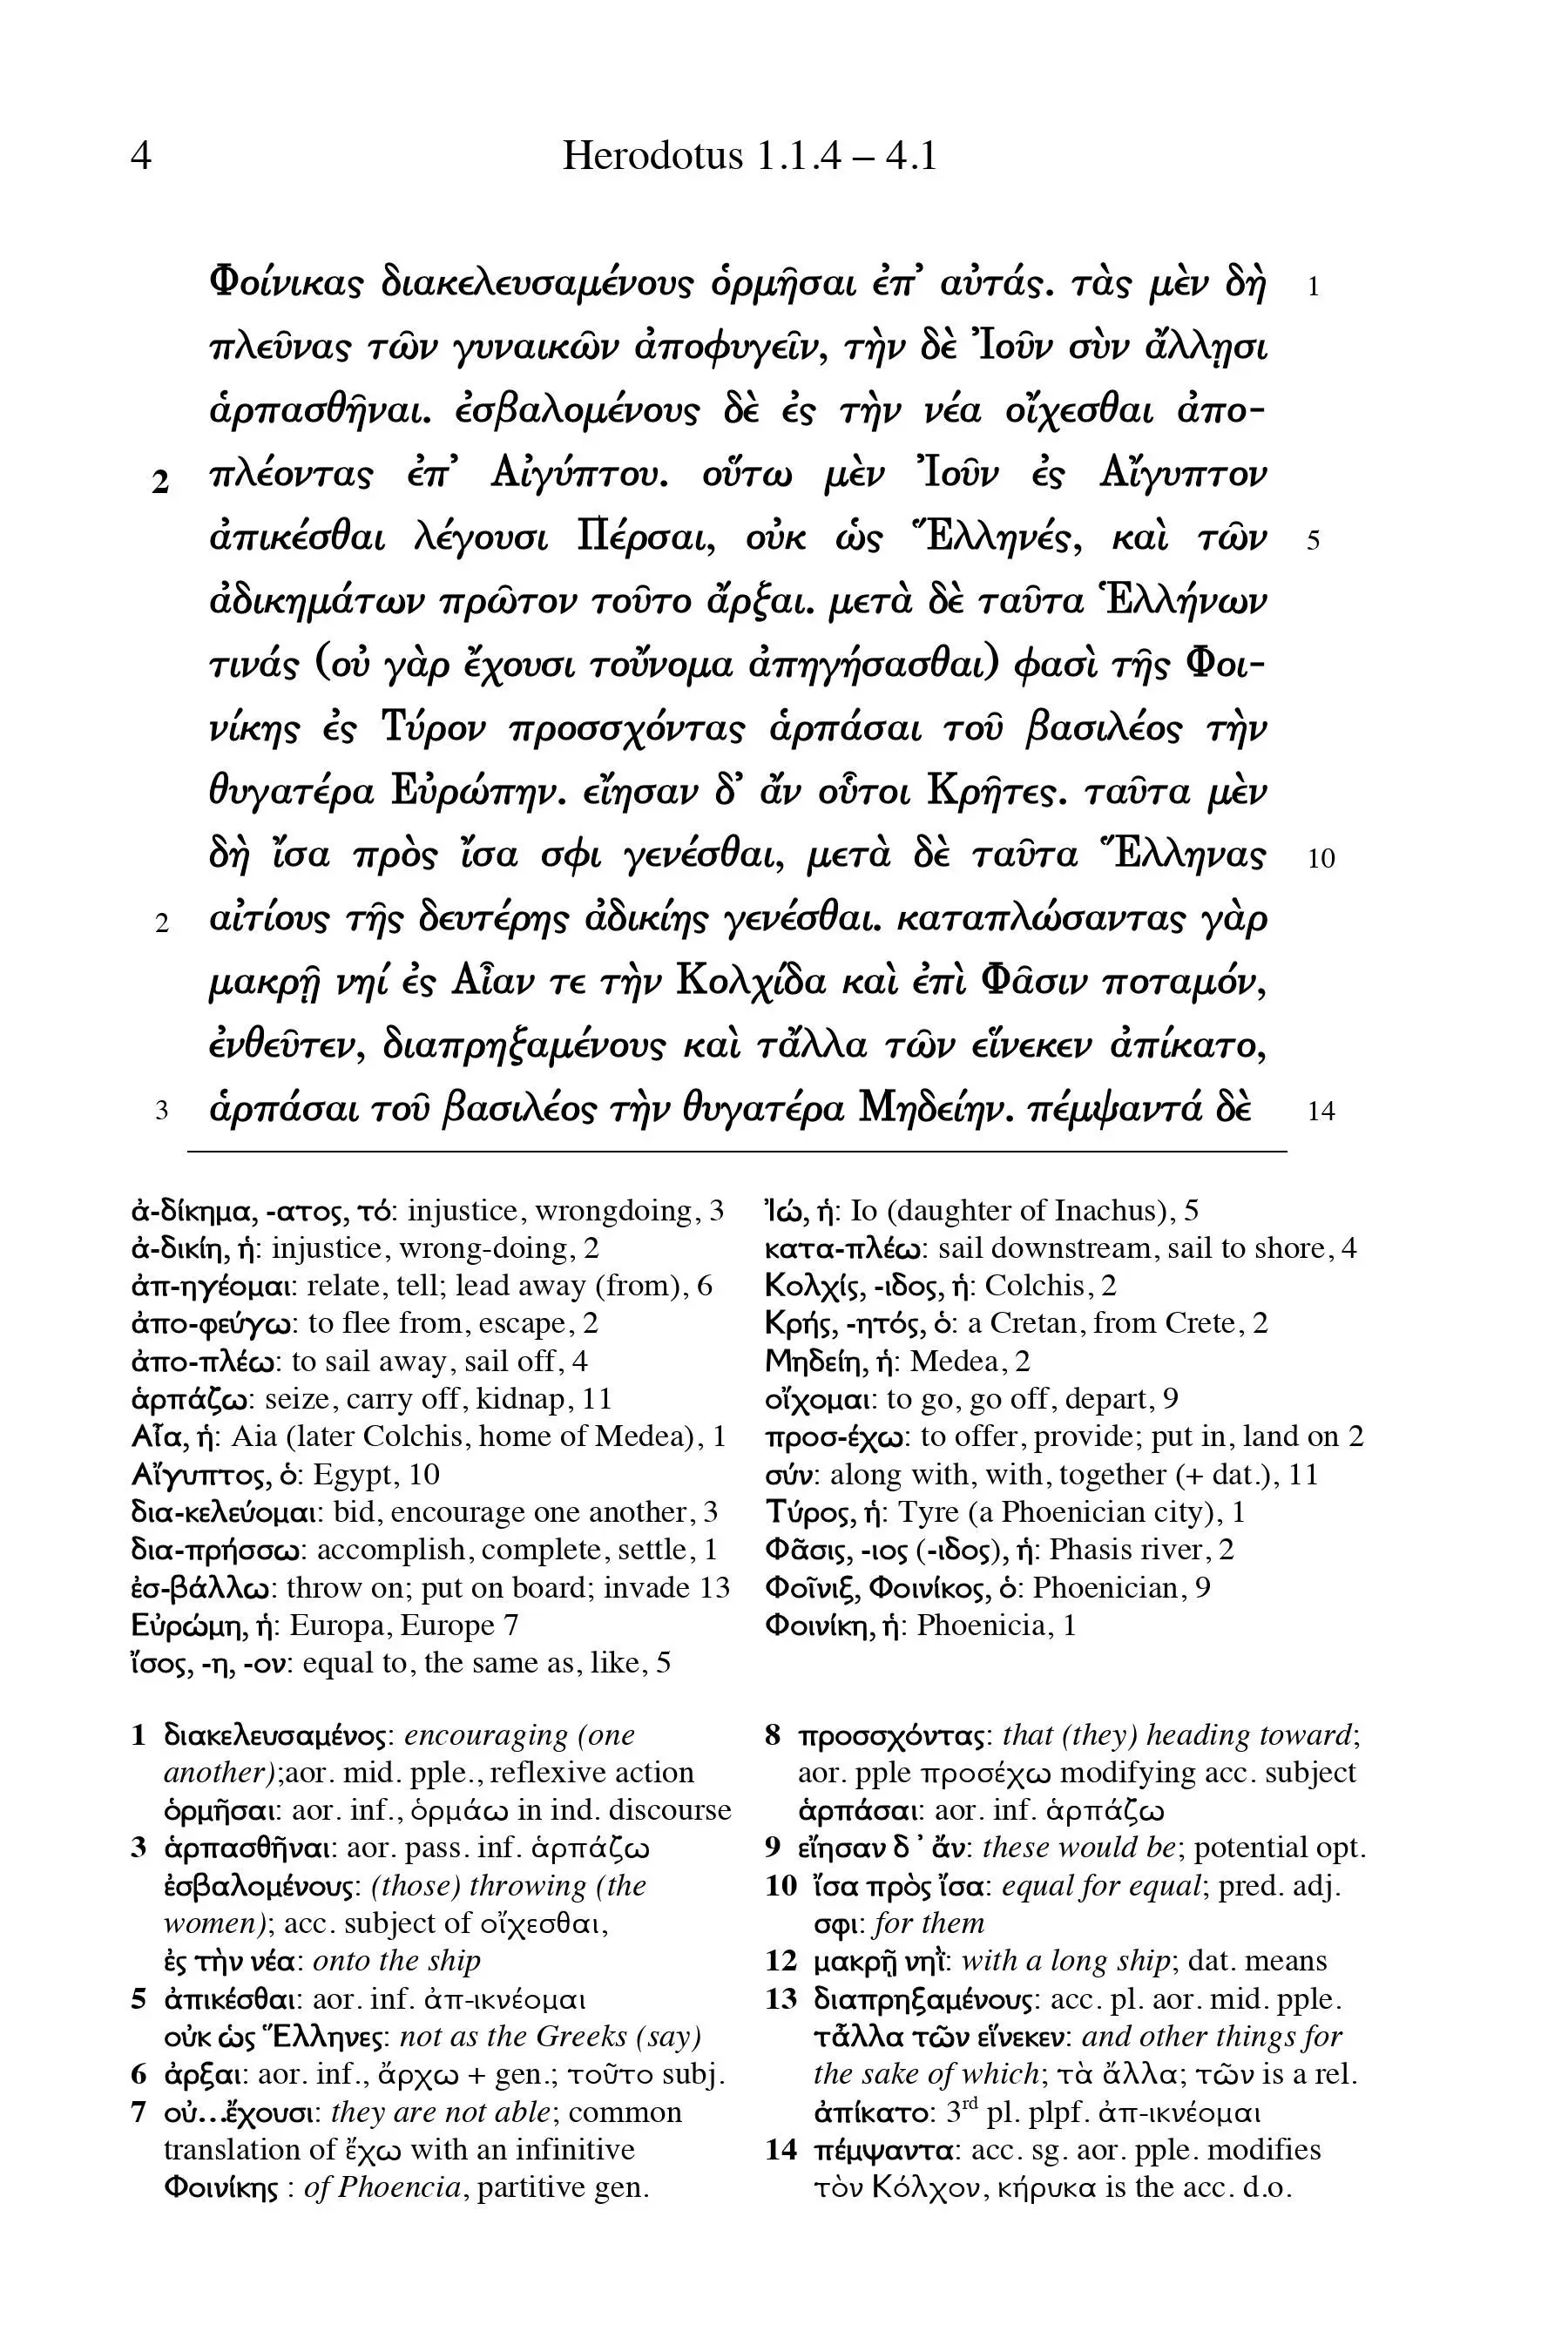 4 Herodotus 1.1.4 – 4.1
Φοίνικας διακελευσαμένους ὁρμῆσαι ἐπ’ αὐτάς. τὰς μὲν δὴ 1
πλεῦνας τῶν γυναικῶν ἀποφυγεῖν, τὴν δὲ Ἰοῦν σὺν ἄλλῃσι
ἁρπασθῆναι. ἐσβαλομένους δὲ ἐς τὴν νέα οἴχεσθαι ἀπο-
2 πλέοντας ἐπ’ Αἰγύπτου. οὕτω μὲν Ἰοῦν ἐς Αἴγυπτον
ἀπικέσθαι λέγουσι Πέρσαι, οὐκ ὡς Ἕλληνές, καὶ τῶν 5
ἀδικημάτων πρῶτον τοῦτο ἄρξαι. μετὰ δὲ ταῦτα Ἑλλήνων
τινάς (οὐ γὰρ ἔχουσι τοὔνομα ἀπηγήσασθαι) φασὶ τῆς Φοι-
νίκης ἐς Τύρον προσσχόντας ἁρπάσαι τοῦ βασιλέος τὴν
θυγατέρα Εὐρώπην. εἴησαν δ’ ἄν οὗτοι Κρῆτες. ταῦτα μὲν
δὴ ἴσα πρὸς ἴσα σφι γενέσθαι, μετὰ δὲ ταῦτα Ἕλληνας 10
2 αἰτίους τῆς δευτέρης ἀδικίης γενέσθαι. καταπλώσαντας γὰρ
μακρῇ νηί ἐς Αἶαν τε τὴν Κολχίδα καὶ ἐπὶ Φᾶσιν ποταμόν,
ἐνθεῦτεν, διαπρηξαμένους καὶ τἄλλα τῶν εἵνεκεν ἀπίκατο,
3 ἁρπάσαι τοῦ βασιλέος τὴν θυγατέρα Μηδείην. πέμψαντά δὲ 14
ἀ-δίκημα, -ατος, τό: injustice, wrongdoing, 3
ἀ-δικίη, ἡ: injustice, wrong-doing, 2
ἀπ-ηγέομαι: relate, tell; lead away (from), 6
ἀπο-φεύγω: to flee from, escape, 2
ἀπο-πλέω: to sail away, sail off, 4
ἁρπάζω: seize, carry off, kidnap, 11
Αἶα, ἡ: Aia (later Colchis, home of Medea), 1
Αἴγυπτος, ὁ: Egypt, 10
δια-κελεύομαι: bid, encourage one another, 3
δια-πρήσσω: accomplish, complete, settle, 1
ἐσ-βάλλω: throw on; put on board; invade 13
Εὐρώμη, ἡ: Europa, Europe 7
ἴσος, -η, -ον: equal to, the same as, like, 5
Ἰώ, ἡ: Io (daughter of Inachus), 5
κατα-πλέω: sail downstream, sail to shore, 4
Κολχίς, -ιδος, ἡ: Colchis, 2
Κρής, -ητός, ὁ: a Cretan, from Crete, 2
Μηδείη, ἡ: Medea, 2
οἴχομαι: to go, go off, depart, 9
προσ-έχω: to offer, provide; put in, land on 2
σύν: along with, with, together (+ dat.), 11
Τύρος, ἡ: Tyre (a Phoenician city), 1
Φᾶσις, -ιος (-ιδος), ἡ: Phasis river, 2
Φοῖνιξ, Φοινίκος, ὁ: Phoenician, 9
Φοινίκη, ἡ: Phoenicia, 1
1 διακελευσαμένος: encouraging (one
another);aor. mid. pple., reflexive action
ὁρμῆσαι: aor. inf., ὁρμάω in ind. discourse
3 ἁρπασθῆναι: aor. pass. inf. ἁρπάζω
ἐσβαλομένους: (those) throwing (the
women); acc. subject of οἴχεσθαι,
ἐς τὴν νέα: onto the ship
5 ἀπικέσθαι: aor. inf. ἀπ-ικνέομαι
οὐκ ὡς Ἕλληνες: not as the Greeks (say)
6 ἀρξαι: aor. inf., ἄρχω + gen.; τοῦτο subj.
7 οὐ…ἔχουσι: they are not able; common
translation of ἔχω with an infinitive
Φοινίκης : of Phoencia, partitive gen.
8 προσσχόντας: that (they) heading toward;
aor. pple προσέχω modifying acc. subject
ἁρπάσαι: aor. inf. ἁρπάζω
9 εἴησαν δ ’ ἄν: these would be; potential opt.
10 ἴσα πρὸς ἴσα: equal for equal; pred. adj.
σφι: for them
12 μακρῇ νηῒ: with a long ship; dat. means
13 διαπρηξαμένους: acc. pl. aor. mid. pple.
τἆλλα τῶν εἵνεκεν: and other things for
the sake of which; τὰ ἄλλα; τῶν is a rel.
ἀπίκατο: 3rd pl. plpf. ἀπ-ικνέομαι
14 πέμψαντα: acc. sg. aor. pple. modifies
τὸν Κόλχον, κήρυκα is the acc. d.o.